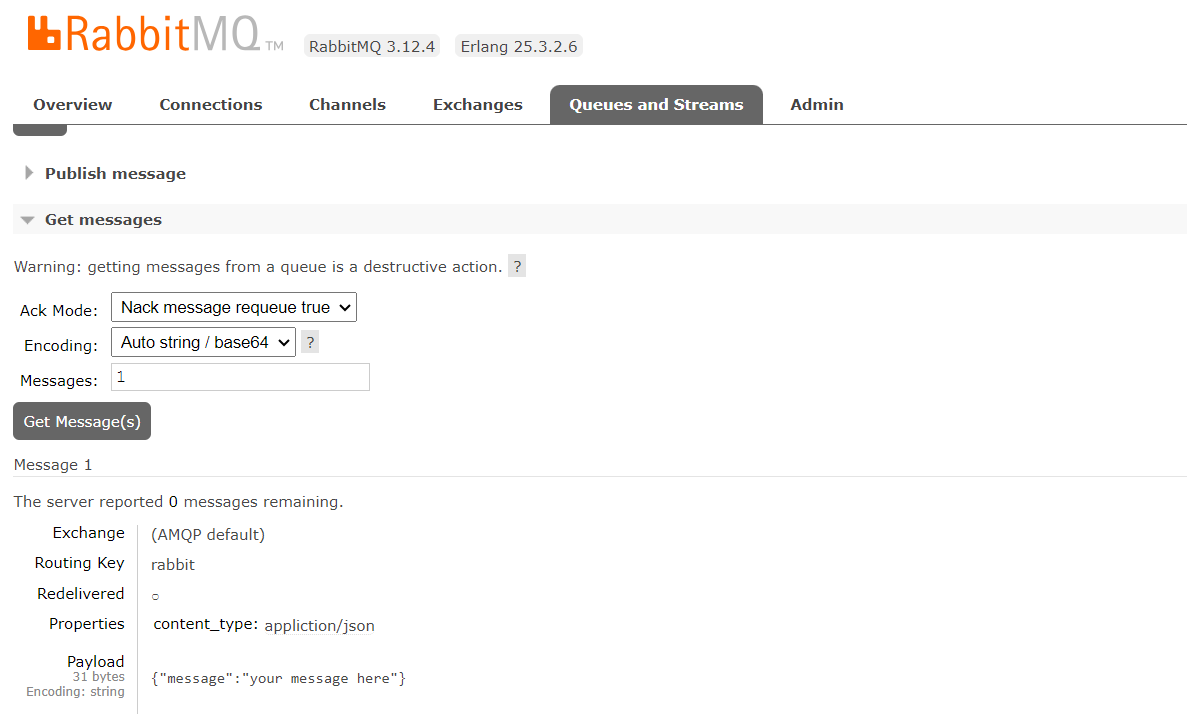 RabbitMQ TM RabbitMQ 3.12.4 Erlang 25.3.2.6
Overview Connections Channels Exchanges Queues and Streams Admin
Publish message
Get messages
Warning: getting messages from a queue is a destructive action. ?
Ack Mode: Nack message requeue true
Encoding: Auto string / base64 ?
Messages: 1
Get Message(s)
Message 1
The server reported 0 messages remaining.
Exchange (AMQP default)
Routing Key rabbit
Redelivered ○
Properties content_type: appliction/json
Payload
31 bytes
{"message":"your message here"}
Encoding: string